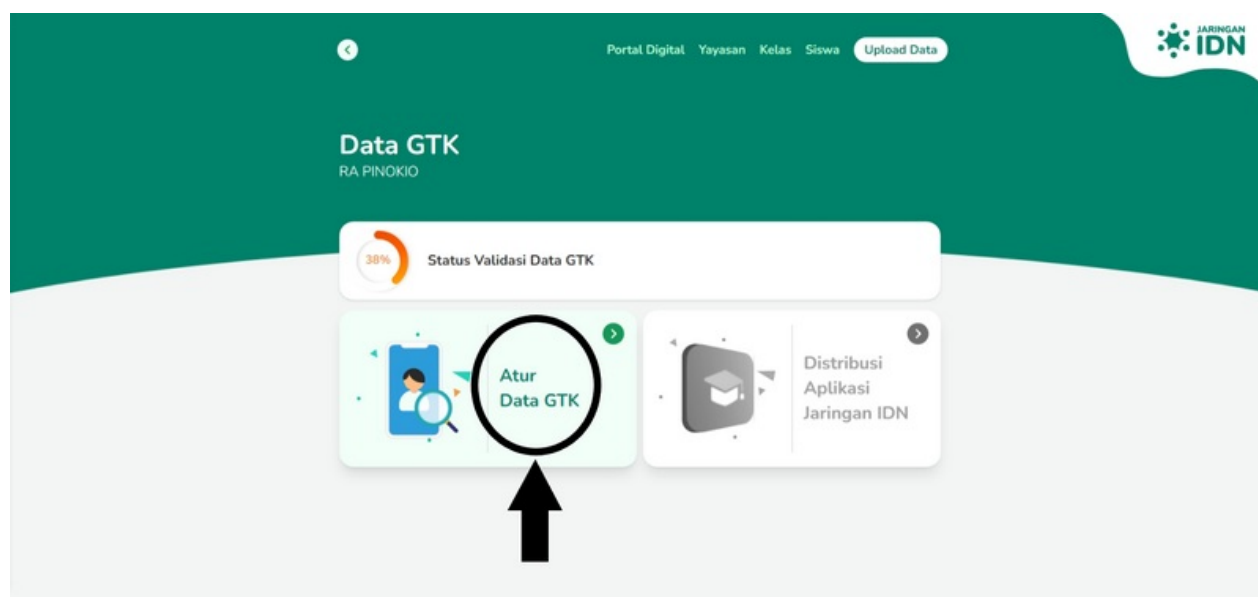 Portal Digital Yayasan Kelas Siswa Upload Data
JARINGAN
IDN
Data GTK
RA PINOKIO
38%
Status Validasi Data GTK
Atur
Data GTK
Distribusi
Aplikasi
Jaringan IDN